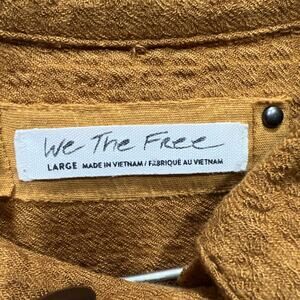 We The Free
LARGE MADE IN VIETNAM / FABRIQUÉ AU VIETNAM